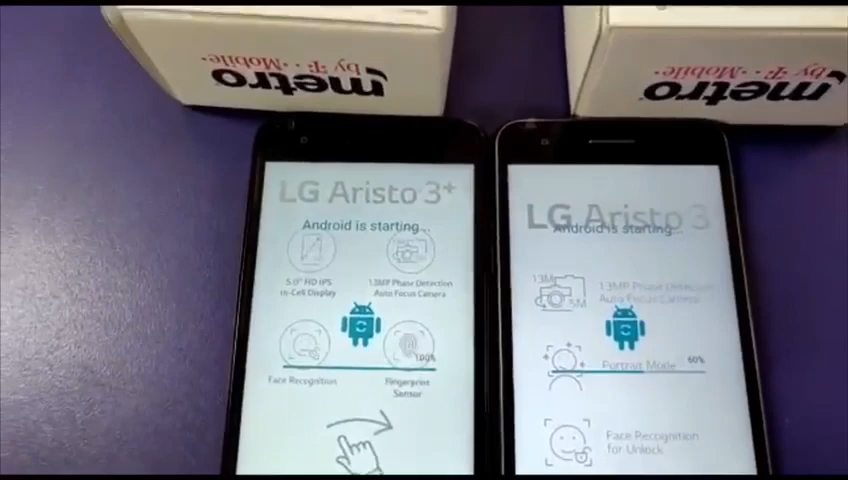 metro
by T-Mobile
metro
by T-Mobile
LG Aristo 3+
Android is starting...
5.0" HD IPS
In-Cell Display
13MP Phase Detection
Auto Focus Camera
100%
Face Recognition
Fingerprint
Sensor
LG Aristo 3
Android is starting...
13M
5M
13MP Phase Detection
Auto Focus Camera
60%
Portrait Mode
Face Recognition
for Unlock